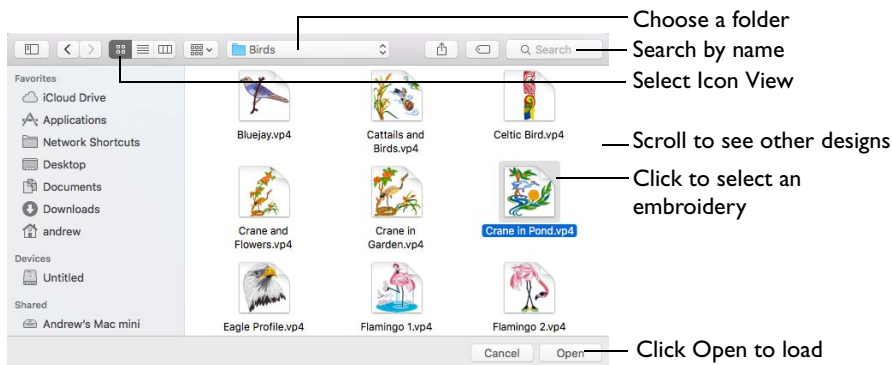 Choose a folder
Birds
Search
Search by name
Select Icon View
Favorites
iCloud Drive
Applications
Network Shortcuts
Desktop
Documents
Downloads
andrew
Devices
Untitled
Shared
Andrew's Mac mini
Bluejay.vp4
Cattails and
Birds.vp4
Celtic Bird.vp4
Scroll to see other designs
Click to select an
embroidery
Crane and
Flowers.vp4
Crane in
Garden.vp4
Crane in Pond.vp4
Eagle Profile.vp4
Flamingo 1.vp4
Flamingo 2.vp4
Cancel
Open
Click Open to load